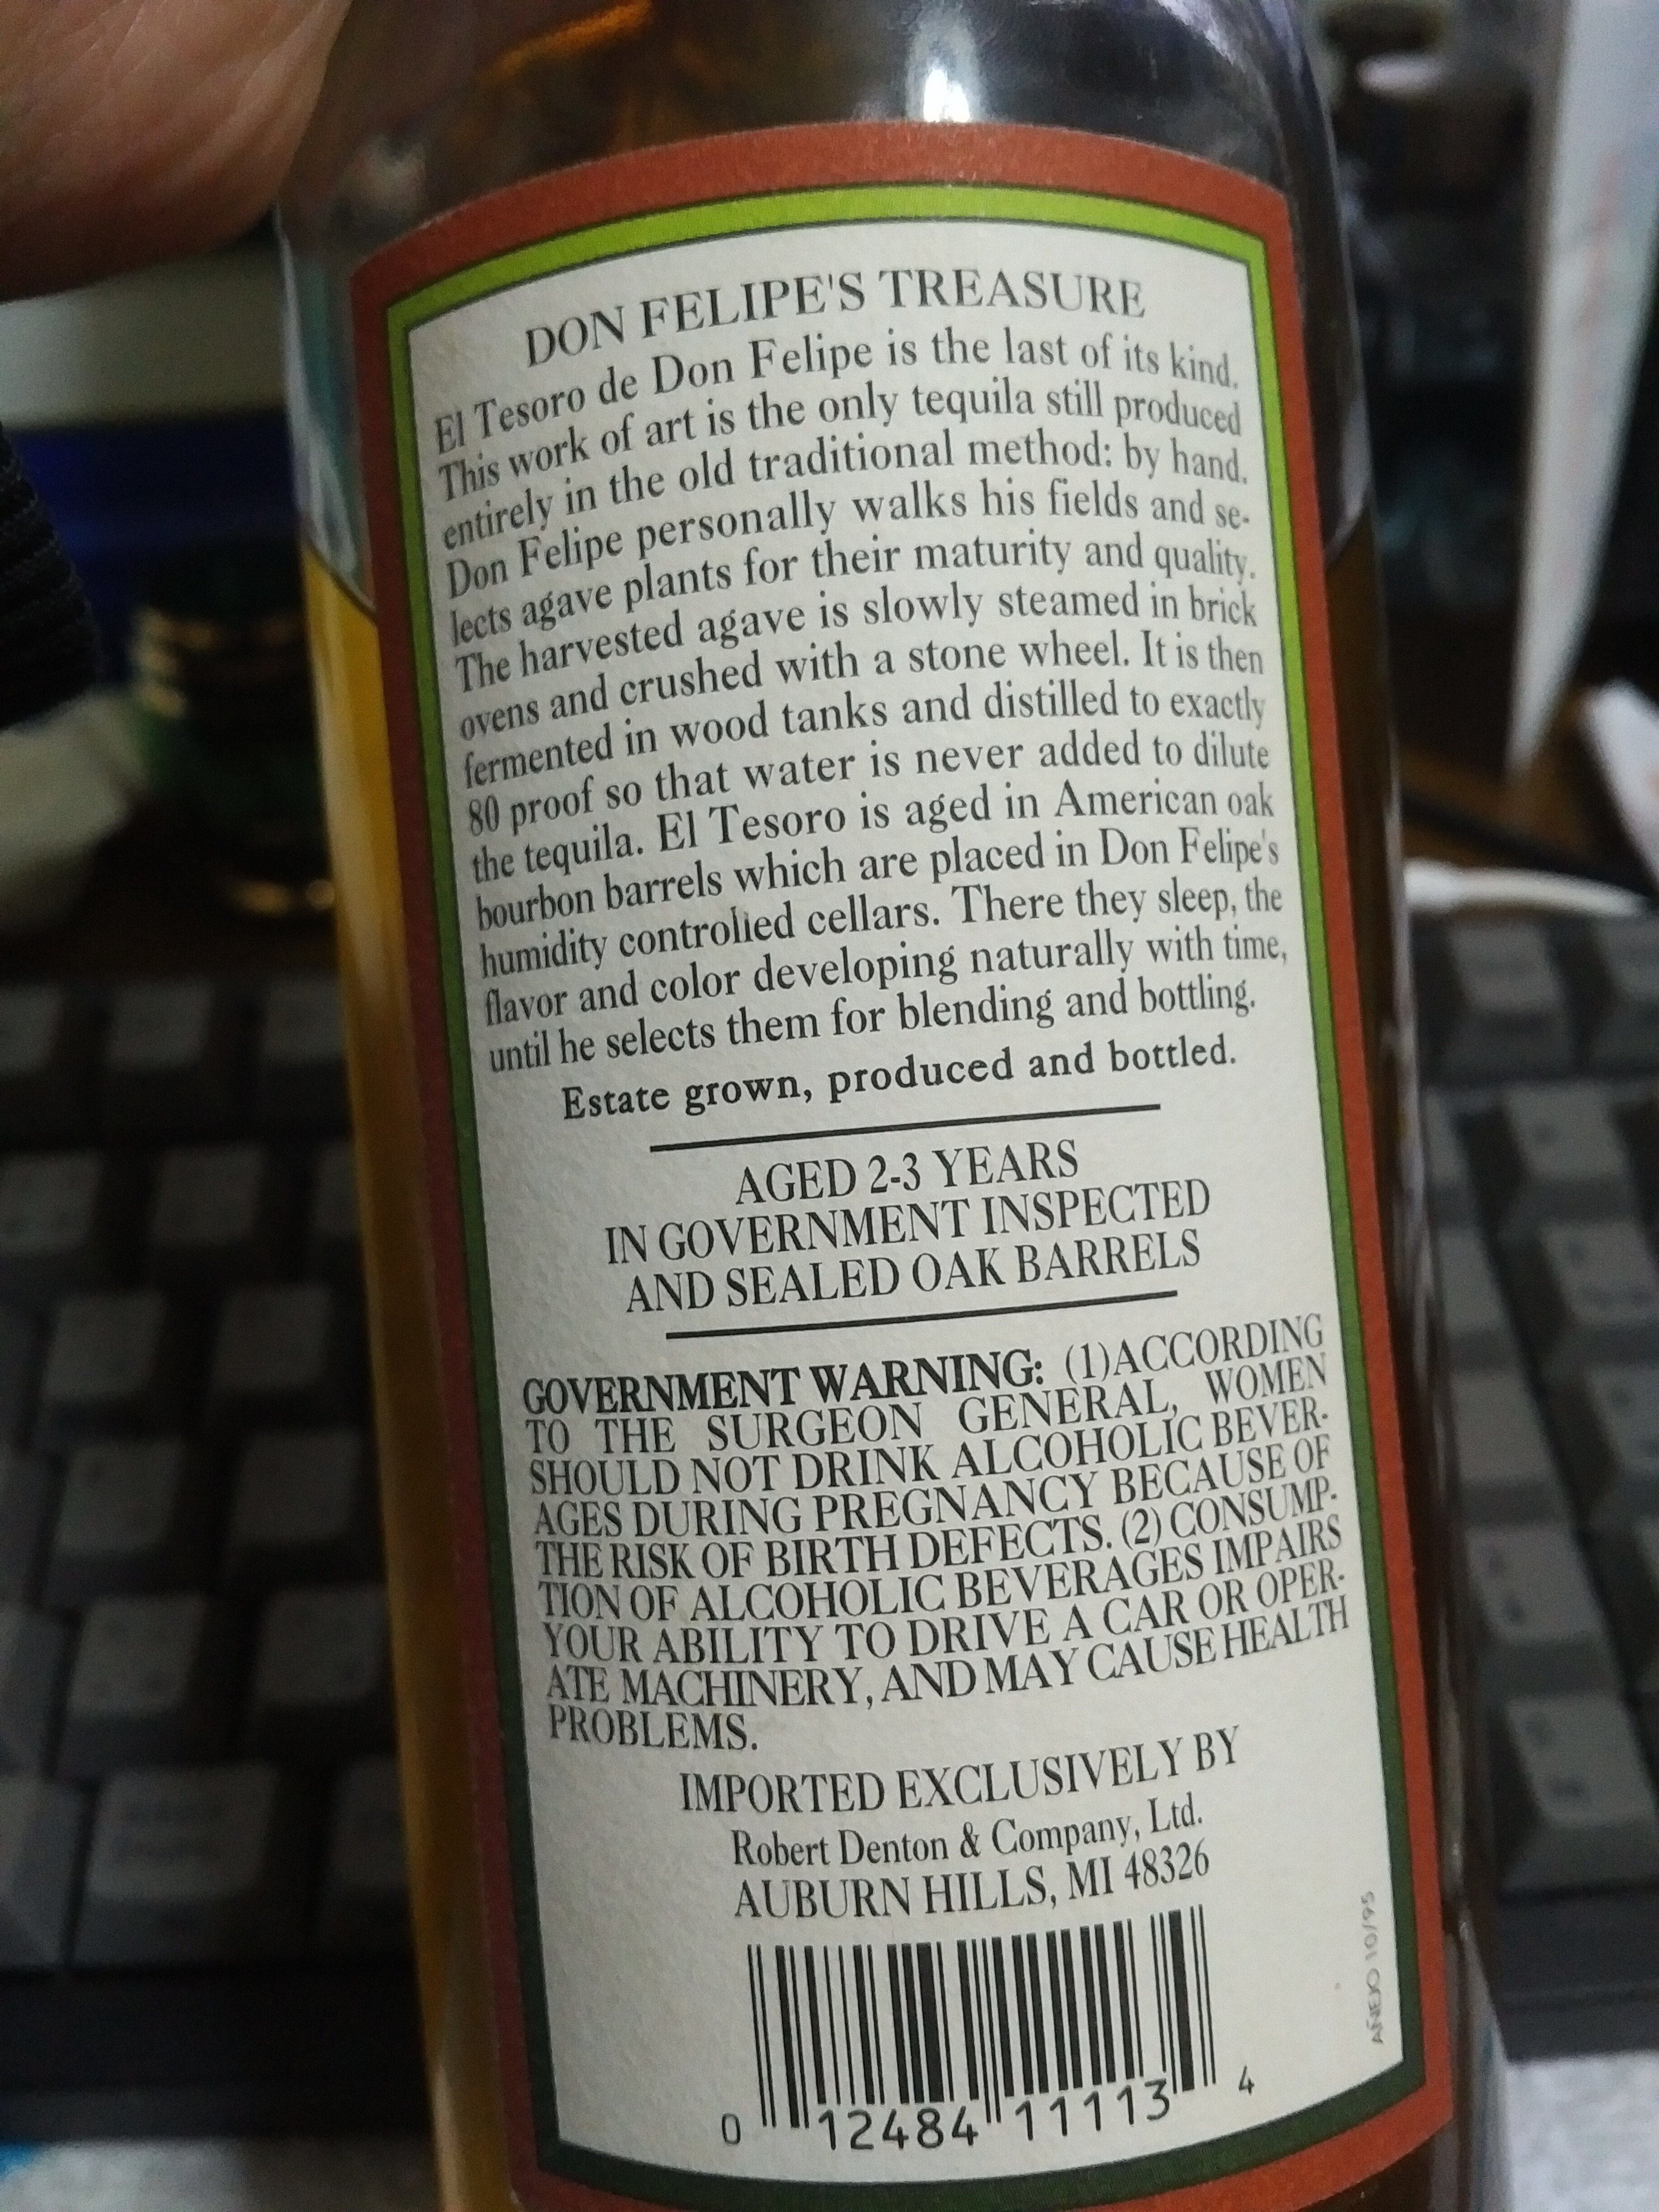 DON FELIPE'S TREASURE
El Tesoro de Don Felipe is the last of its kind.
This work of art is the only tequila still produced
entirely in the old traditional method: by hand.
Don Felipe personally walks his fields and se-
lects agave plants for their maturity and quality.
The harvested agave is slowly steamed in brick
ovens and crushed with a stone wheel. It is then
fermented in wood tanks and distilled to exactly
80 proof so that water is never added to dilute
the tequila. El Tesoro is aged in American oak
bourbon barrels which are placed in Don Felipe's
humidity controlled cellars. There they sleep, the
flavor and color developing naturally with time,
until he selects them for blending and bottling.
Estate grown, produced and bottled.
AGED 2-3 YEARS
IN GOVERNMENT INSPECTED
AND SEALED OAK BARRELS
GOVERNMENT WARNING: (1)ACCORDING
TO THE SURGEON GENERAL, WOMEN
SHOULD NOT DRINK ALCOHOLIC BEVER-
AGES DURING PREGNANCY BECAUSE OF
THE RISK OF BIRTH DEFECTS. (2) CONSUMP-
TION OF ALCOHOLIC BEVERAGES IMPAIRS
YOUR ABILITY TO DRIVE A CAR OR OPER-
ATE MACHINERY, AND MAY CAUSE HEALTH
PROBLEMS.
IMPORTED EXCLUSIVELY BY
Robert Denton & Company, Ltd.
AUBURN HILLS, MI 48326
0 12484 11113 4
AÑEJO 10/95